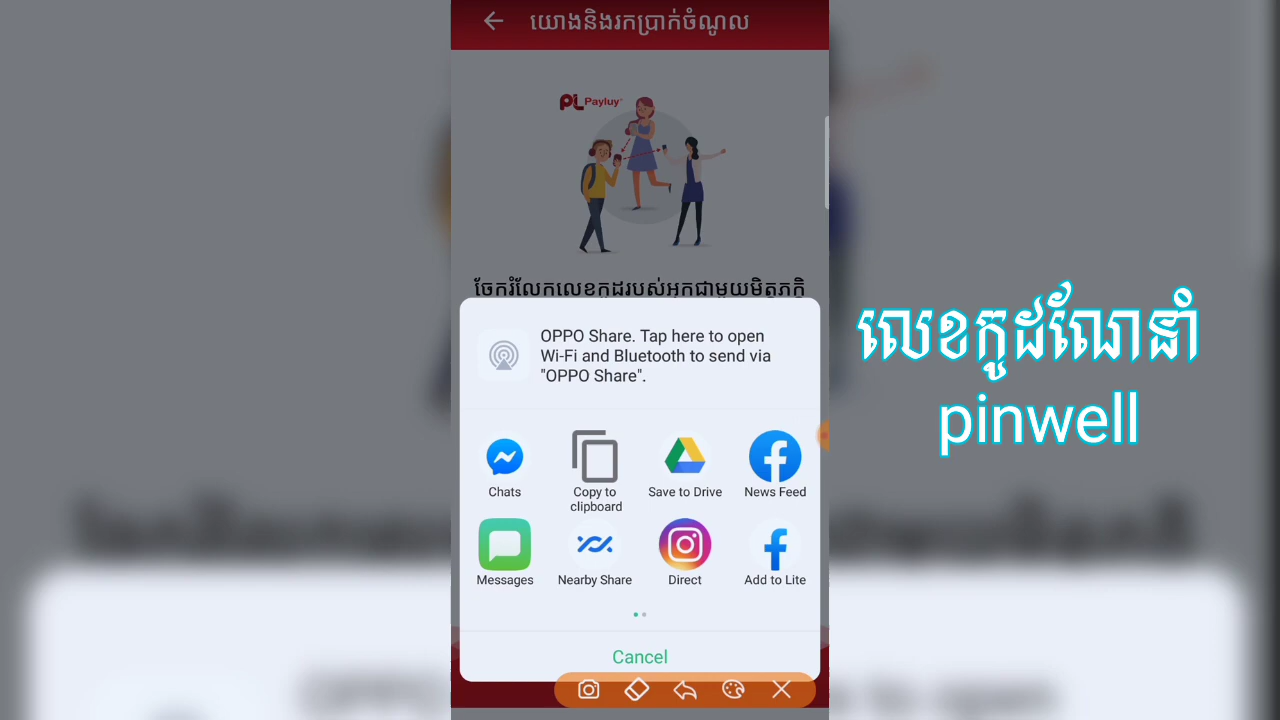 យោងនិងរកប្រាក់ចំណូល
PL Payluy
ចែករំលែកលេខកូដរបស់អ្នកជាមួយមិត្តភក្តិ
OPPO Share. Tap here to open
Wi-Fi and Bluetooth to send via
"OPPO Share".
Chats
Copy to
clipboard
Save to Drive
News Feed
Messages
Nearby Share
Direct
Add to Lite
Cancel
លេខកូដណែនាំ
pinwell